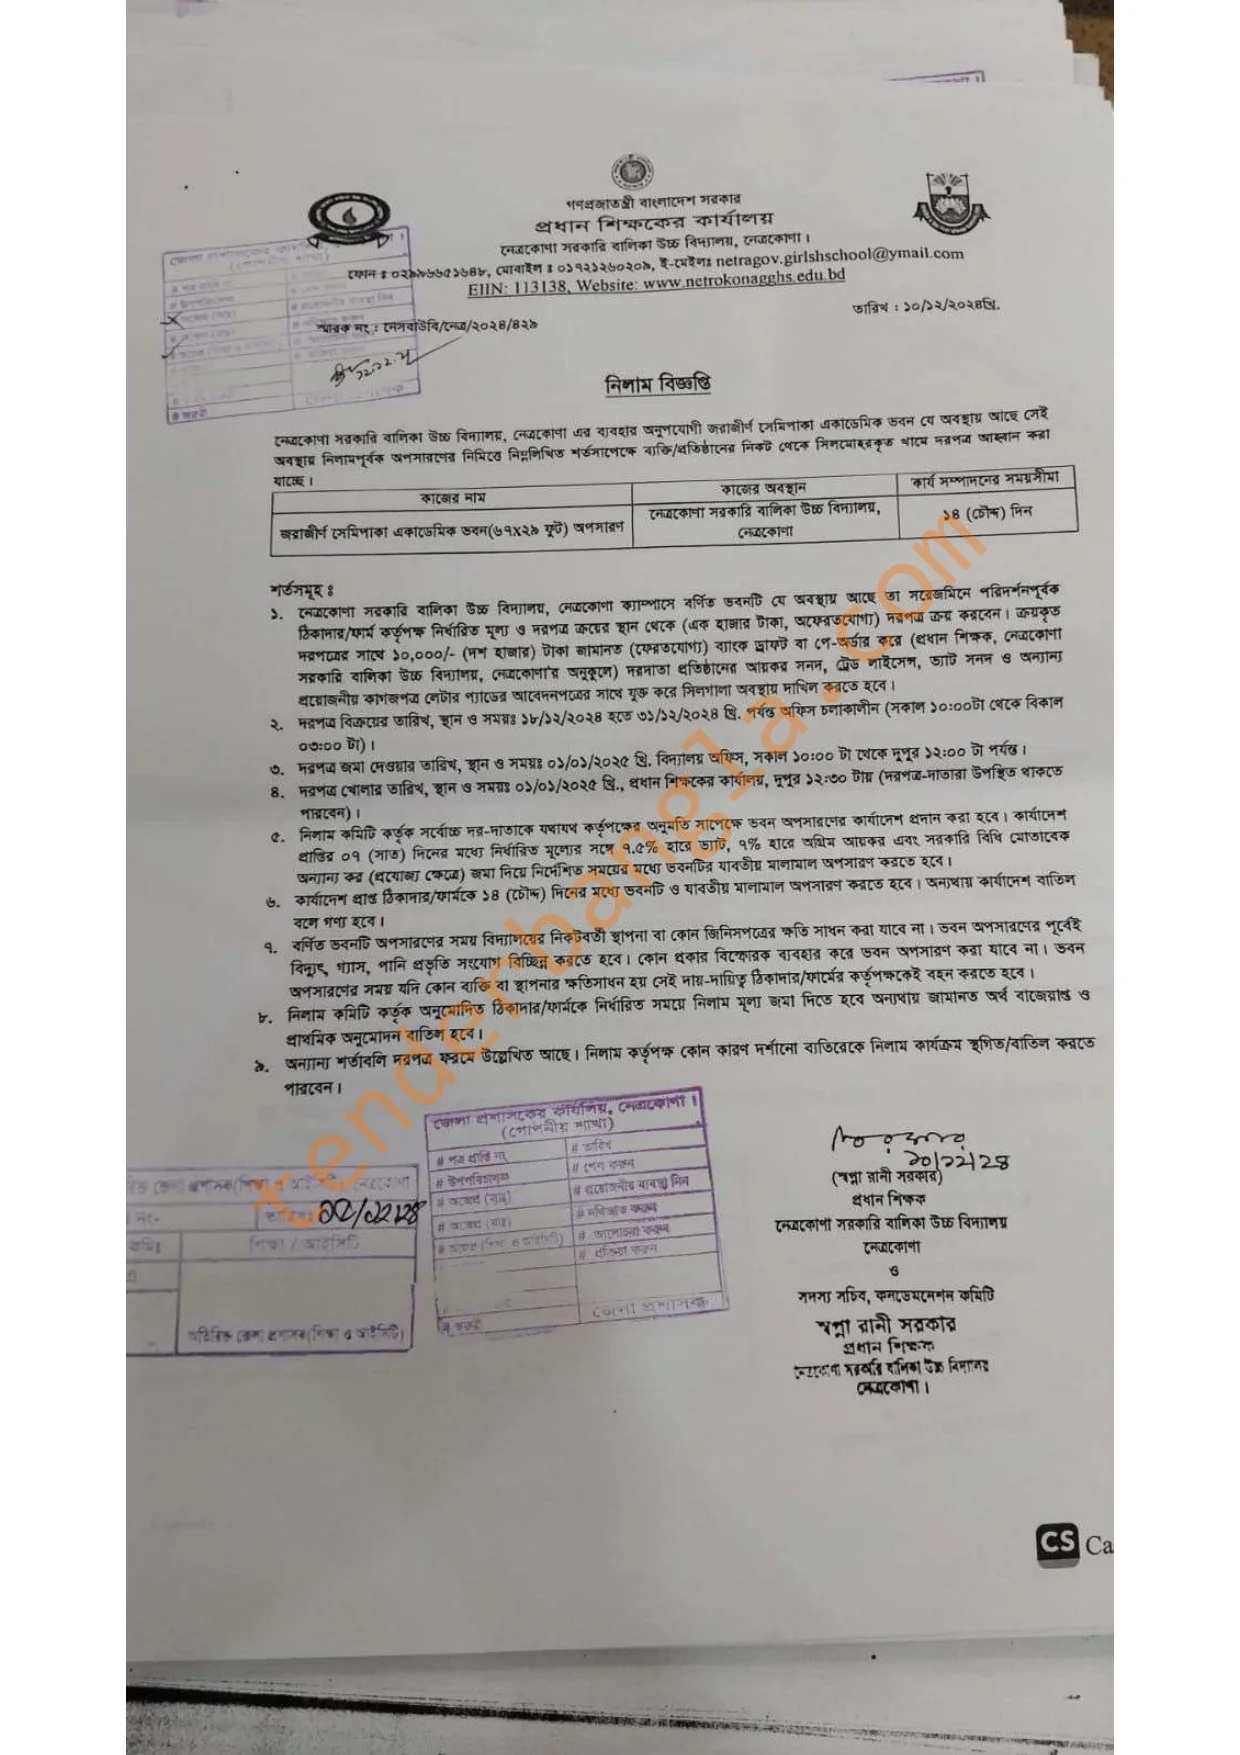 গণপ্রজাতন্ত্রী বাংলাদেশ সরকার
প্রধান শিক্ষকের কার্যালয়
নেত্রকোণা সরকারি বালিকা উচ্চ বিদ্যালয়, নেত্রকোণা।
ফোন ঃ ০২৯৯৬৬৫১৬৪৮, মোবাইল ঃ ০১৭২১২৬০২০৯, ই-মেইলঃ netragov.girlshschool@ymail.com
EIIN: 113138, Website: www.netrokonagghs.edu.bd
তারিখ : ১০/১২/২০২৪খ্রি.
স্মারক নং : নেসবাউবি/নেত্র/২০২৪/৪২৯
নিলাম বিজ্ঞপ্তি
নেত্রকোণা সরকারি বালিকা উচ্চ বিদ্যালয়, নেত্রকোণা এর ব্যবহার অনুপযোগী জরাজীর্ণ সেমিপাকা একাডেমিক ভবন যে অবস্থায় আছে সেই
অবস্থায় নিলামপূর্বক অপসারণের নিমিত্তে নিম্নলিখিত শর্তসাপেক্ষে ব্যক্তি/প্রতিষ্ঠানের নিকট থেকে সিলমোহরকৃত খামে দরপত্র আহ্বান করা
যাচ্ছে।
কাজের নাম কাজের অবস্থান কার্য সম্পাদনের সময়সীমা
জরাজীর্ণ সেমিপাকা একাডেমিক ভবন(৬৭X২৯ ফুট) অপসারণ নেত্রকোণা সরকারি বালিকা উচ্চ বিদ্যালয়, ১৪ (চৌদ্দ) দিন
নেত্রকোণা
শর্তসমূহ ঃ
১. নেত্রকোণা সরকারি বালিকা উচ্চ বিদ্যালয়, নেত্রকোণা ক্যাম্পাসে বর্ণিত ভবনটি যে অবস্থায় আছে তা সরেজমিনে পরিদর্শনপূর্বক
ঠিকাদার/ফার্ম কর্তৃপক্ষ নির্ধারিত মূল্য ও দরপত্র ক্রয়ের স্থান থেকে (এক হাজার টাকা, অফেরতযোগ্য) দরপত্র ক্রয় করবেন। ক্রয়কৃত
দরপত্রের সাথে ১০,০০০/- (দশ হাজার) টাকা জামানত (ফেরতযোগ্য) ব্যাংক ড্রাফট বা পে-অর্ডার করে (প্রধান শিক্ষক, নেত্রকোণা
সরকারি বালিকা উচ্চ বিদ্যালয়, নেত্রকোণা'র অনুকূলে) দরদাতা প্রতিষ্ঠানের আয়কর সনদ, ট্রেড লাইসেন্স, ভ্যাট সনদ ও অন্যান্য
প্রয়োজনীয় কাগজপত্র লেটার প্যাডের আবেদনপত্রের সাথে যুক্ত করে সিলগালা অবস্থায় দাখিল করতে হবে।
২. দরপত্র বিক্রয়ের তারিখ, স্থান ও সময়ঃ ১৮/১২/২০২৪ হতে ৩১/১২/২০২৪ খ্রি. পর্যন্ত অফিস চলাকালীন (সকাল ১০:০০টা থেকে বিকাল
০৩:০০ টা)।
৩. দরপত্র জমা দেওয়ার তারিখ, স্থান ও সময়ঃ ০১/০১/২০২৫ খ্রি. বিদ্যালয় অফিস, সকাল ১০:০০ টা থেকে দুপুর ১২:০০ টা পর্যন্ত।
৪. দরপত্র খোলার তারিখ, স্থান ও সময়ঃ ০১/০১/২০২৫ খ্রি., প্রধান শিক্ষকের কার্যালয়, দুপুর ১২:৩০ টায় (দরপত্র-দাতারা উপস্থিত থাকতে
পারবেন)।
৫. নিলাম কমিটি কর্তৃক সর্বোচ্চ দর-দাতাকে যথাযথ কর্তৃপক্ষের অনুমতি সাপেক্ষে ভবন অপসারণের কার্যাদেশ প্রদান করা হবে। কার্যাদেশ
প্রাপ্তির ০৭ (সাত) দিনের মধ্যে নির্ধারিত মূল্যের সঙ্গে ৭.৫% হারে ভ্যাট, ৭% হারে অগ্রিম আয়কর এবং সরকারি বিধি মোতাবেক
অন্যান্য কর (প্রযোজ্য ক্ষেত্রে) জমা দিয়ে নির্দেশিত সময়ের মধ্যে ভবনটির যাবতীয় মালামাল অপসারণ করতে হবে।
৬. কার্যাদেশ প্রাপ্ত ঠিকাদার/ফার্মকে ১৪ (চৌদ্দ) দিনের মধ্যে ভবনটি ও যাবতীয় মালামাল অপসারণ করতে হবে। অন্যথায় কার্যাদেশ বাতিল
বলে গণ্য হবে।
৭. বর্ণিত ভবনটি অপসারণের সময় বিদ্যালয়ের নিকটবর্তী স্থাপনা বা কোন জিনিসপত্রের ক্ষতি সাধন করা যাবে না। ভবন অপসারণের পূর্বেই
বিদ্যুৎ, গ্যাস, পানি প্রভৃতি সংযোগ বিচ্ছিন্ন করতে হবে। কোন প্রকার বিস্ফোরক ব্যবহার করে ভবন অপসারণ করা যাবে না। ভবন
অপসারণের সময় যদি কোন ব্যক্তি বা স্থাপনার ক্ষতিসাধন হয় সেই দায়-দায়িত্ব ঠিকাদার/ফার্মের কর্তৃপক্ষকেই বহন করতে হবে।
৮. নিলাম কমিটি কর্তৃক অনুমোদিত ঠিকাদার/ফার্মকে নির্ধারিত সময়ে নিলাম মূল্য জমা দিতে হবে অন্যথায় জামানত অর্থ বাজেয়াপ্ত ও
প্রাথমিক অনুমোদন বাতিল হবে।
৯. অন্যান্য শর্তাবলি দরপত্র ফরমে উল্লেখিত আছে। নিলাম কর্তৃপক্ষ কোন কারণ দর্শানো ব্যতিরেকে নিলাম কার্যক্রম স্থগিত/বাতিল করতে
পারবেন।
tenderbangla.com
জেলা প্রশাসকের কার্যালয়, নেত্রকোণা।
(গোপনীয় শাখা)
# পত্র প্রাপ্তি নং # তারিখ
# উপপরিচালক # পেশ করুন
# প্রয়োজনীয় ব্যবস্থা নিন
# নথিজাত করুন
# আলোচনা করুন
জেলা প্রশাসক
# জরুরী
শিক্ষা / আইসিটি
অতিরিক্ত জেলা প্রশাসক(শিক্ষা ও আইসিটি)
১০/১২/২৪
(স্বপ্না রানী সরকার)
প্রধান শিক্ষক
নেত্রকোণা সরকারি বালিকা উচ্চ বিদ্যালয়
নেত্রকোণা
ও
সদস্য সচিব, কনডেমনেশন কমিটি
স্বপ্না রানী সরকার
প্রধান শিক্ষক
নেত্রকোণা সরকারি বালিকা উচ্চ বিদ্যালয়
নেত্রকোণা।
CS Ca